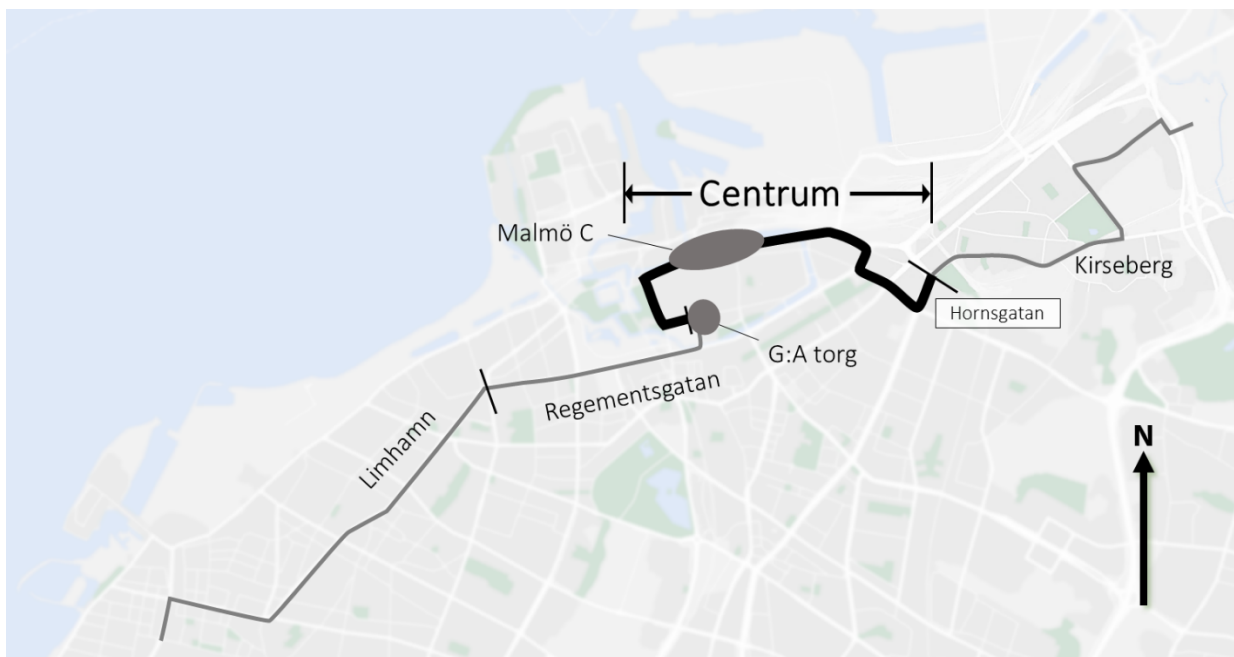 Centrum
Malmö C
Kirseberg
Hornsgatan
G:A torg
Regementsgatan
Limhamn
N